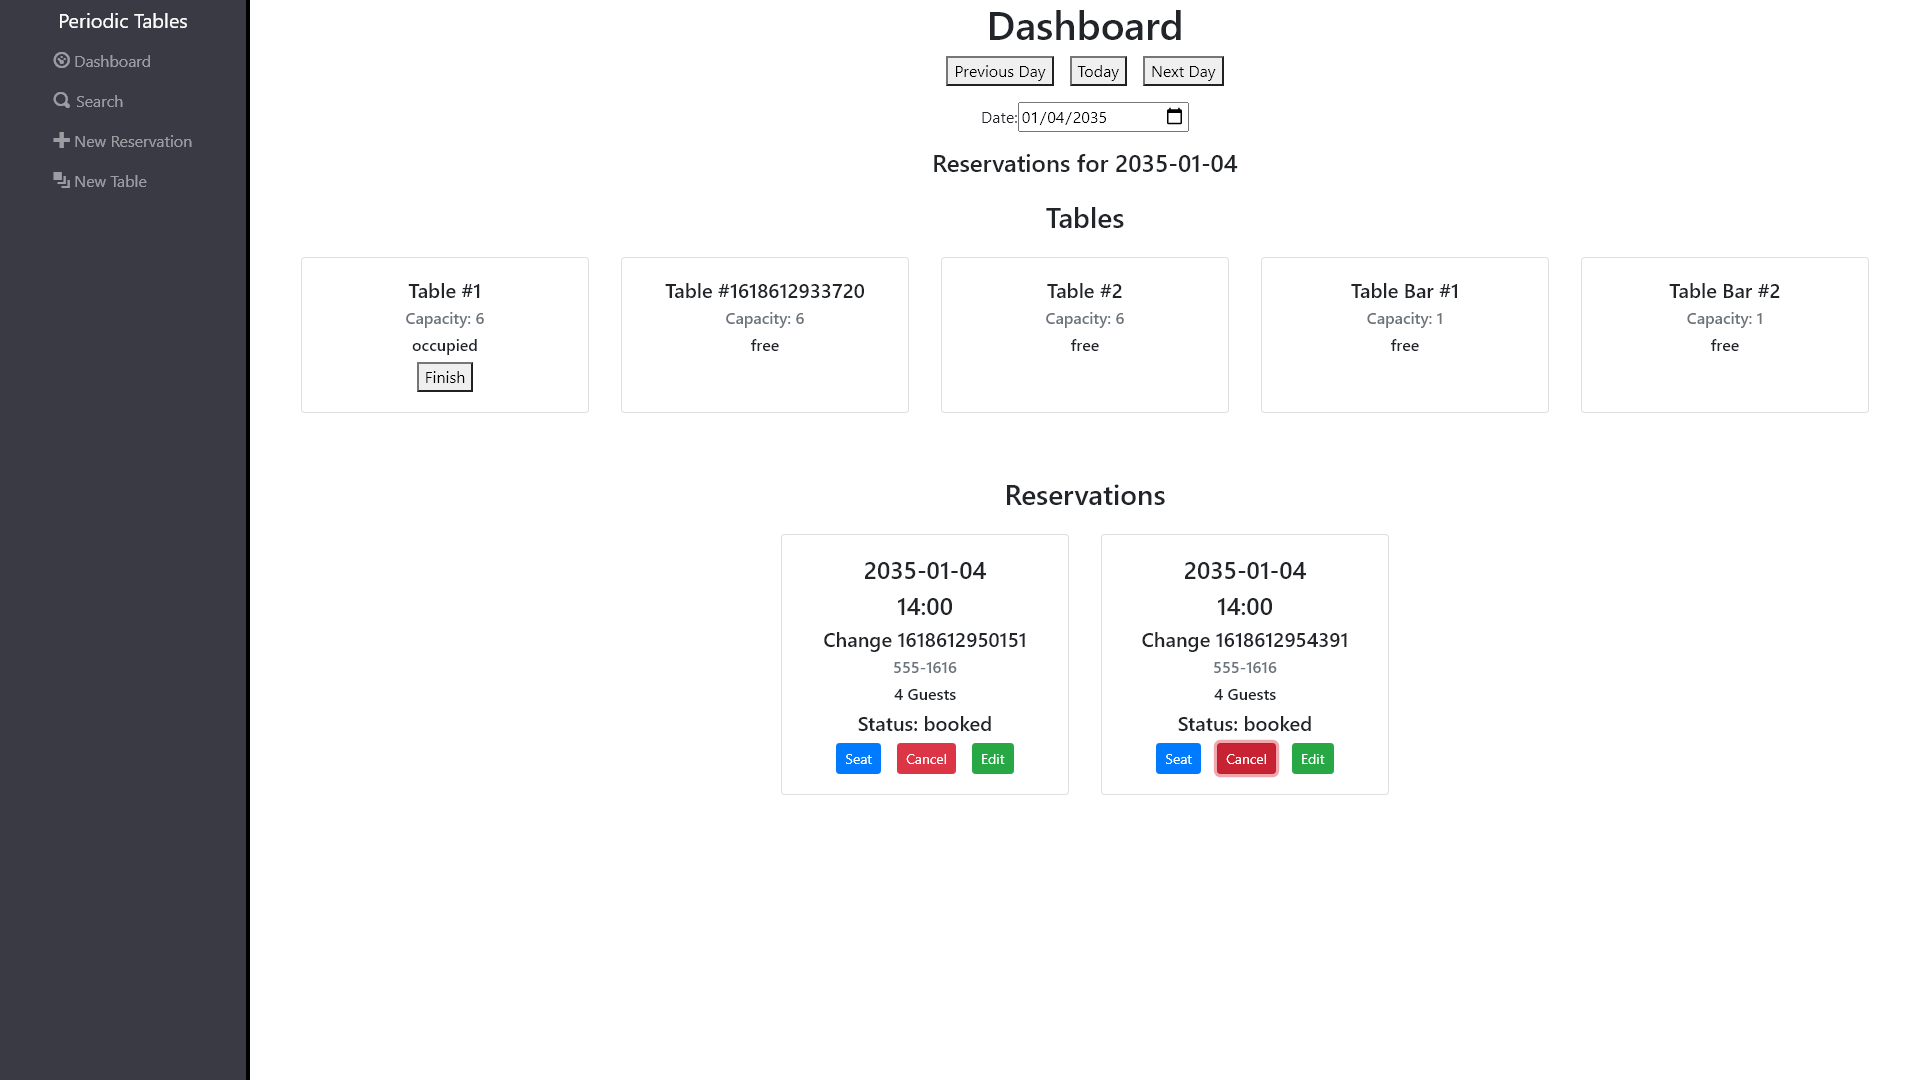 Periodic Tables
Dashboard
Search
New Reservation
New Table
Dashboard
Previous Day Today Next Day
Date: 01/04/2035
Reservations for 2035-01-04
Tables
Table #1
Capacity: 6
occupied
Finish
Table #1618612933720
Capacity: 6
free
Table #2
Capacity: 6
free
Table Bar #1
Capacity: 1
free
Table Bar #2
Capacity: 1
free
Reservations
2035-01-04
14:00
Change 1618612950151
555-1616
4 Guests
Status: booked
Seat Cancel Edit
2035-01-04
14:00
Change 1618612954391
555-1616
4 Guests
Status: booked
Seat Cancel Edit